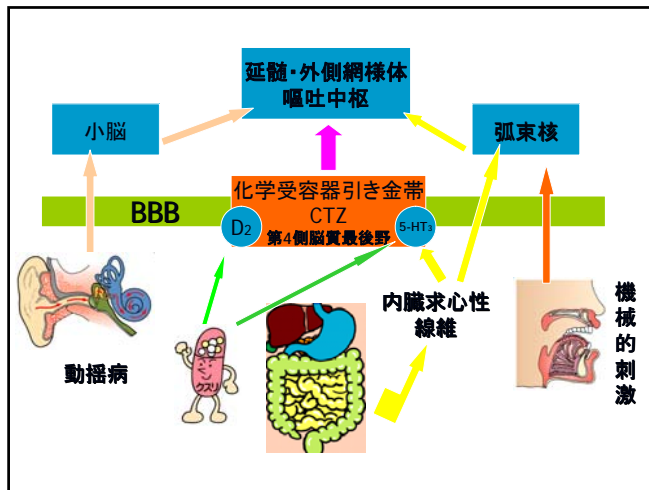 延髄・外側網様体
嘔吐中枢
小脳
弧束核
化学受容器引き金帯
BBB
CTZ
D2
5-HT3
第4側脳質最後野
内臓求心性
線維
機械的刺激
動揺病
クスリ